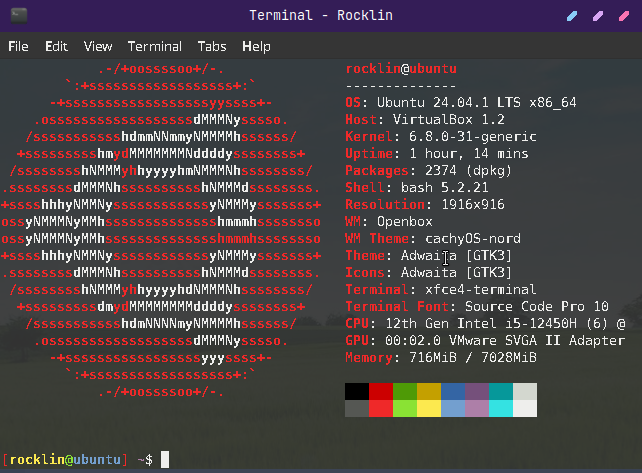 Terminal - Rocklin
File Edit View Terminal Tabs Help
.-/+oossssoo+/-.
`:+ssssssssssssssssss+:`
-+ssssssssssssssssssyyssss+-
.ossssssssssssssssssdMMMNysssso.
/ssssssssssshdmmNNmmyNMMMMhssssss/
+sssssssssshmydMMMMMMMNddddyssssssss+
/sssssssshNMMMyhhyyyyhmNMMMNhssssssss/
.ssssssssdMMMNhsssssssssshNMMMdssssssss.
+sssshhhyNMMNyssssssssssssyNMMMysssssss+
ossyNMMMNyMMhsssssssssssssshmmmhssssssso
ossyNMMMNyMMhsssssssssssssshmmmhssssssso
+sssshhhyNMMNyssssssssssssyNMMMysssssss+
.ssssssssdMMMNhsssssssssshNMMMdssssssss.
/sssssssshNMMMyhhyyyyhdNMMMNhssssssss/
+sssssssssdmydMMMMMMMMddddyssssssss+
/ssssssssssshdmNNNNmyNMMMMhssssss/
.ossssssssssssssssssdMMMNysssso.
-+sssssssssssssssssyyyssss+-
`:+ssssssssssssssssss+:`
.-/+oossssoo+/-.
rocklin@ubuntu
--------------
OS: Ubuntu 24.04.1 LTS x86_64
Host: VirtualBox 1.2
Kernel: 6.8.0-31-generic
Uptime: 1 hour, 14 mins
Packages: 2374 (dpkg)
Shell: bash 5.2.21
Resolution: 1916x916
WM: Openbox
WM Theme: cachyOS-nord
Theme: Adwaita [GTK3]
Icons: Adwaita [GTK3]
Terminal: xfce4-terminal
Terminal Font: Source Code Pro 10
CPU: 12th Gen Intel i5-12450H (6) @
GPU: 00:02.0 VMware SVGA II Adapter
Memory: 716MiB / 7028MiB
[rocklin@ubuntu] ~$